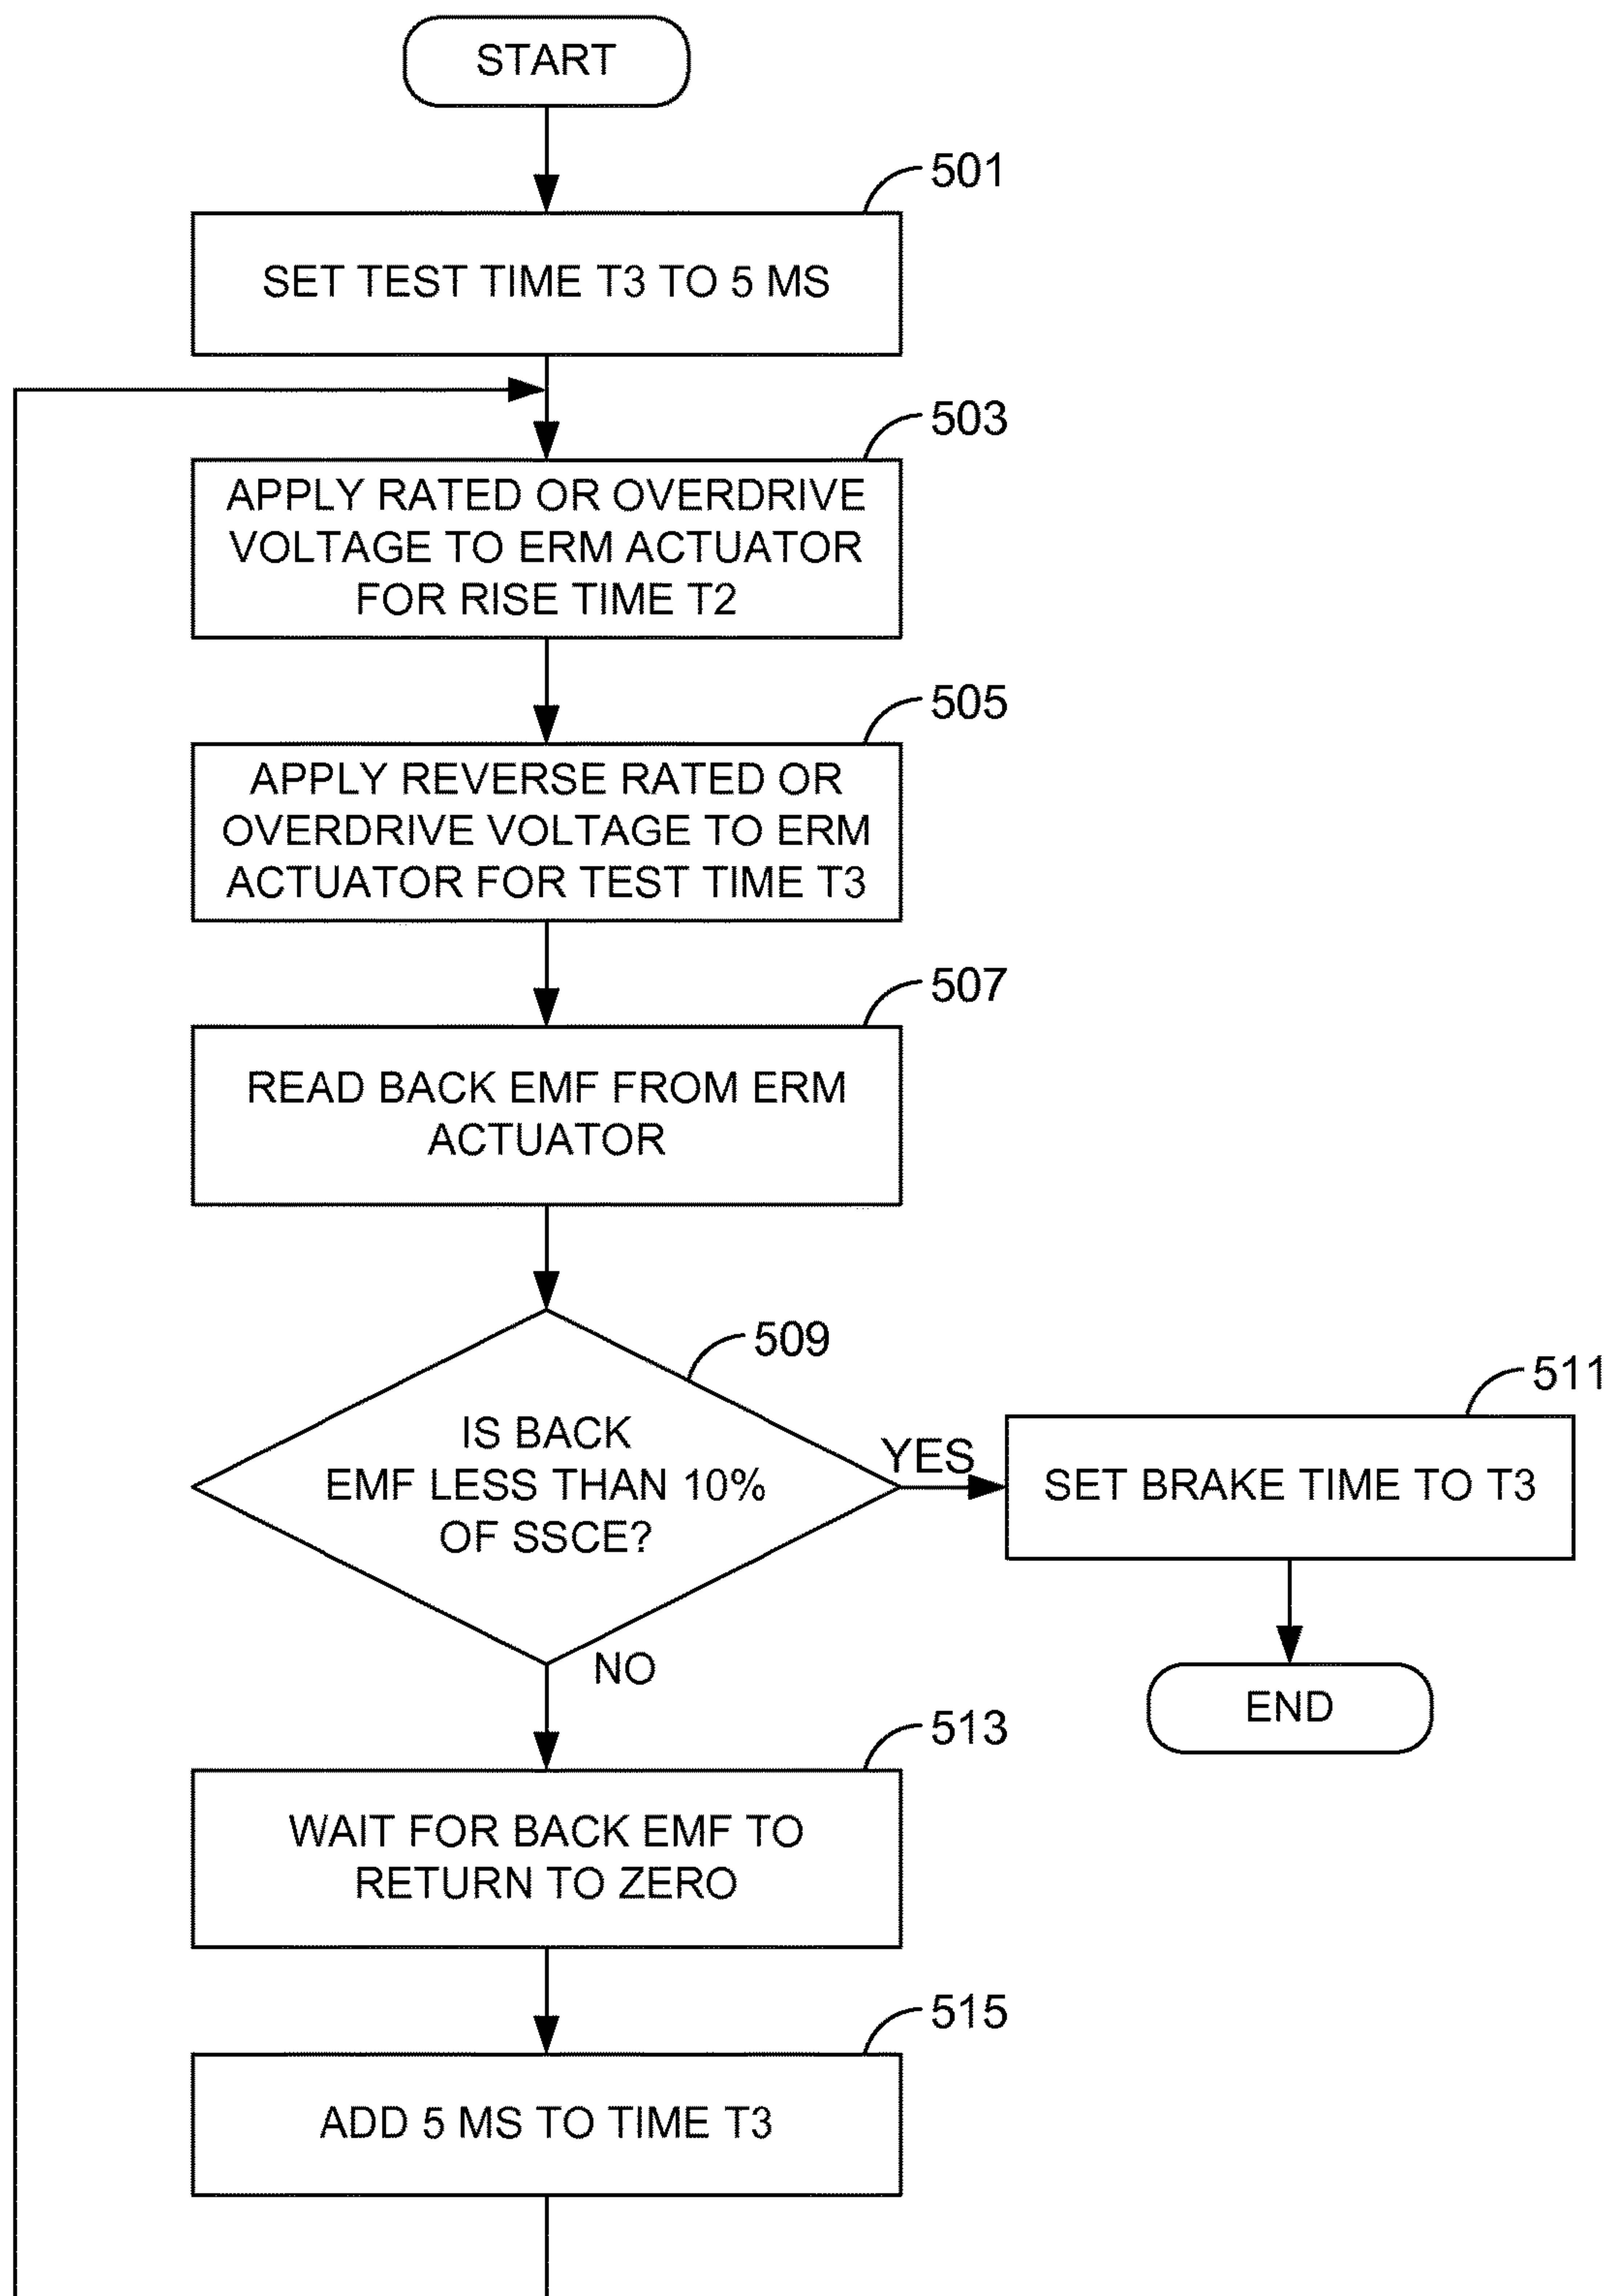 START
501
SET TEST TIME T3 TO 5 MS
503
APPLY RATED OR OVERDRIVE
VOLTAGE TO ERM ACTUATOR
FOR RISE TIME T2
505
APPLY REVERSE RATED OR
OVERDRIVE VOLTAGE TO ERM
ACTUATOR FOR TEST TIME T3
507
READ BACK EMF FROM ERM
ACTUATOR
509
IS BACK
EMF LESS THAN 10%
OF SSCE?
YES
511
SET BRAKE TIME TO T3
END
NO
513
WAIT FOR BACK EMF TO
RETURN TO ZERO
515
ADD 5 MS TO TIME T3